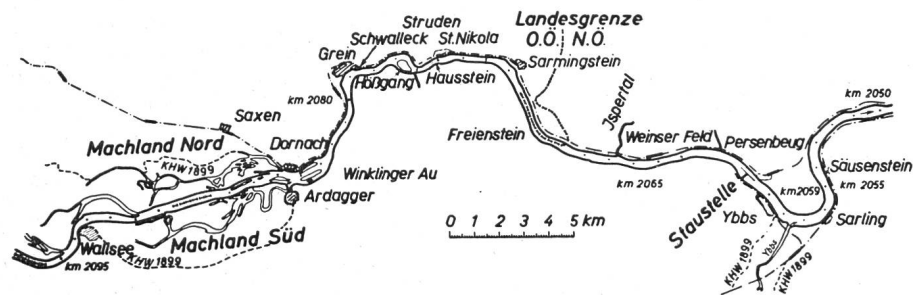 Struden
Landesgrenze
Schwalleck
St.Nikola
O.Ö. N.Ö.
Grein
Sarmingstein
Hößgang
Hausstein
km 2080
km 2050
Saxen
Jspertal
Dornach
Freienstein
Weinser Feld
Persenbeug
Machland Nord
KHW 1899
Winklinger Au
Säusenstein
km 2065
km 2059
km 2055
Ardagger
Staustelle
Ybbs
Sarling
0 1 2 3 4 5 km
Machland Süd
Wallsee
KHW 1899
km 2095
Ybbs
KHW 1899
KHW 1899